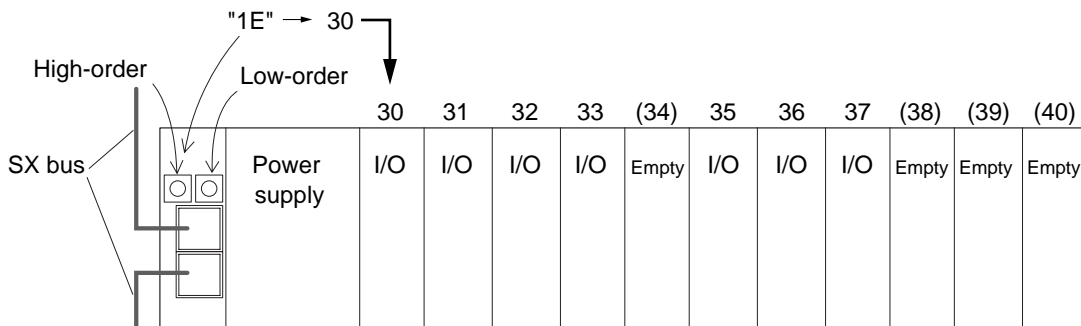 "1E" → 30
High-order
Low-order
30 31 32 33 (34) 35 36 37 (38) (39) (40)
SX bus
Power supply
I/O I/O I/O I/O Empty I/O I/O I/O Empty Empty Empty